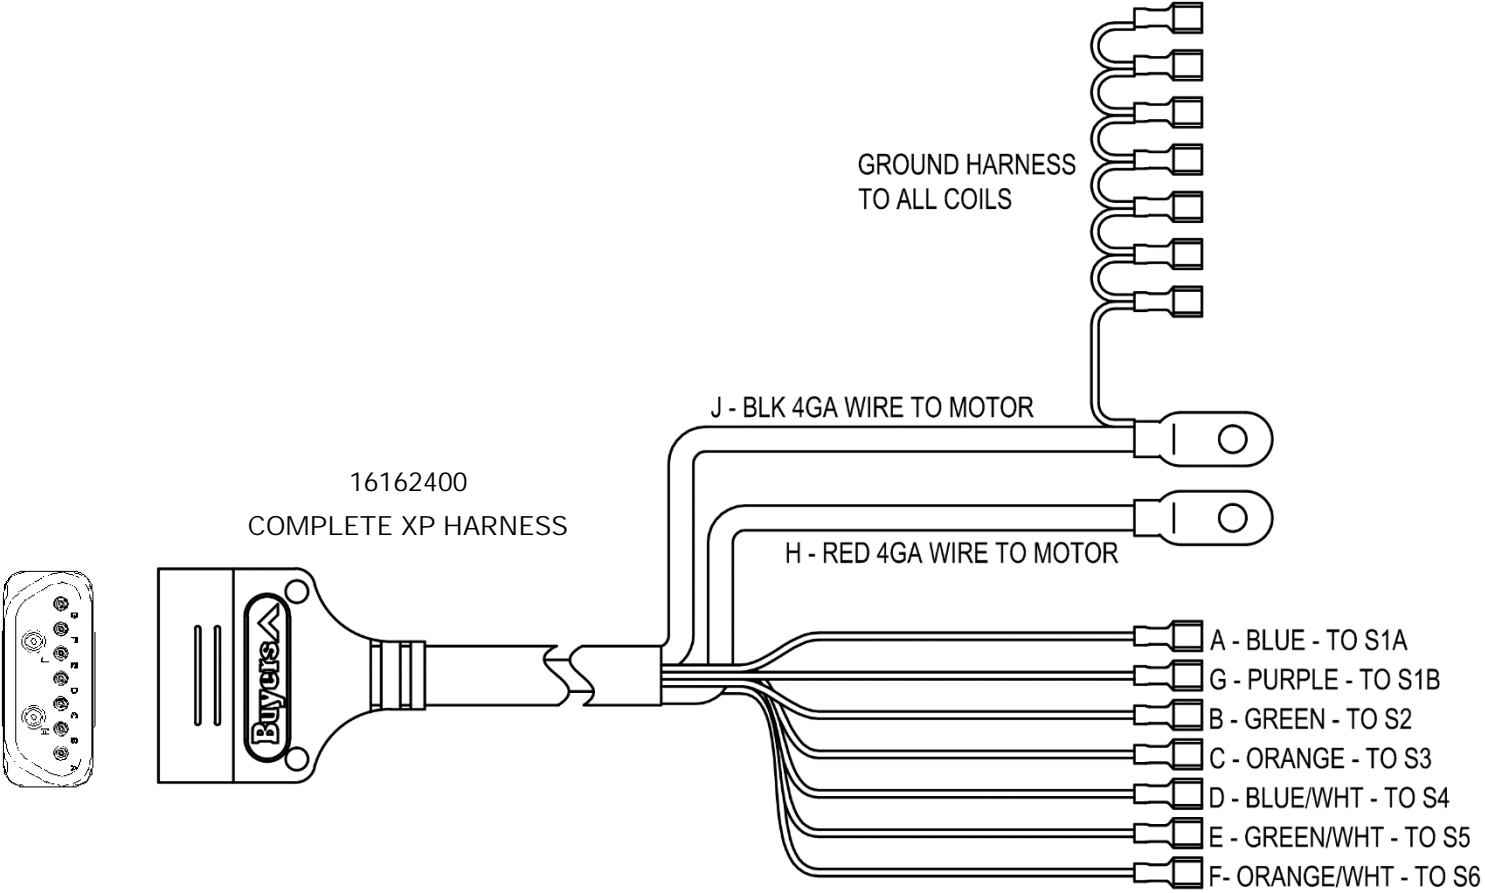 GROUND HARNESS
TO ALL COILS
J - BLK 4GA WIRE TO MOTOR
16162400
COMPLETE XP HARNESS
H - RED 4GA WIRE TO MOTOR
Buyers
A - BLUE - TO S1A
G - PURPLE - TO S1B
B - GREEN - TO S2
C - ORANGE - TO S3
D - BLUE/WHT - TO S4
E - GREEN/WHT - TO S5
F- ORANGE/WHT - TO S6
J
D
C
H
A